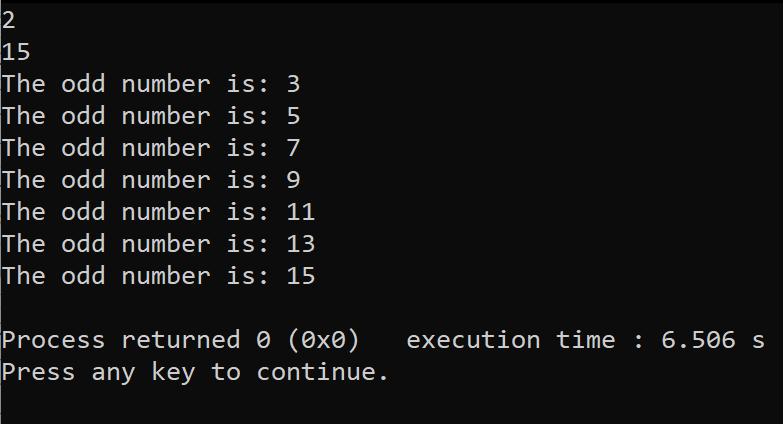 2
15
The odd number is: 3
The odd number is: 5
The odd number is: 7
The odd number is: 9
The odd number is: 11
The odd number is: 13
The odd number is: 15
Process returned 0 (0x0)   execution time : 6.506 s
Press any key to continue.